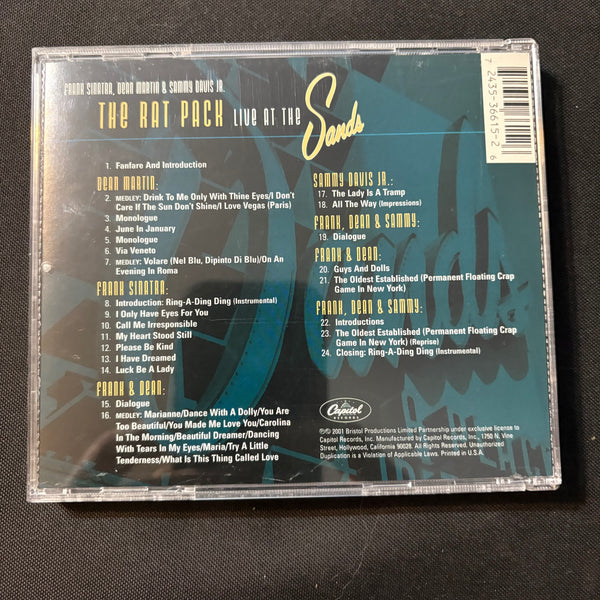 FRANK SINATRA, DEAN MARTIN & SAMMY DAVIS JR.
THE RAT PACK LIVE AT THE Sands
7 24353-66152-6
1. Fanfare And Introduction
DEAN MARTIN:
2. MEDLEY: Drink To Me Only With Thine Eyes/I Don't
Care If The Sun Don't Shine/I Love Vegas (Paris)
3. Monologue
4. June In January
5. Monologue
6. Via Veneto
7. MEDLEY: Volare (Nel Blu, Dipinto Di Blu)/On An
Evening In Roma
FRANK SINATRA:
8. Introduction: Ring-A-Ding Ding (Instrumental)
9. I Only Have Eyes For You
10. Call Me Irresponsible
11. My Heart Stood Still
12. Please Be Kind
13. I Have Dreamed
14. Luck Be A Lady
FRANK & DEAN:
15. Dialogue
16. MEDLEY: Marianne/Dance With A Dolly/You Are
Too Beautiful/You Made Me Love You/Carolina
In The Morning/Beautiful Dreamer/Dancing
With Tears In My Eyes/Maria/Try A Little
Tenderness/What Is This Thing Called Love
SAMMY DAVIS JR.:
17. The Lady Is A Tramp
18. All The Way (Impressions)
FRANK, DEAN & SAMMY:
19. Dialogue
FRANK & DEAN:
20. Guys And Dolls
21. The Oldest Established (Permanent Floating Crap
Game In New York)
FRANK, DEAN & SAMMY:
22. Introductions
23. The Oldest Established (Permanent Floating Crap
Game In New York) (Reprise)
24. Closing: Ring-A-Ding Ding (Instrumental)
Capitol
RECORDS
℗© 2001 Bristol Productions Limited Partnership under exclusive license to
Capitol Records, Inc. Manufactured by Capitol Records, Inc., 1750 N. Vine
Street, Hollywood, California 90028. All Rights Reserved. Unauthorized
Duplication is a Violation of Applicable Laws. Printed in U.S.A.